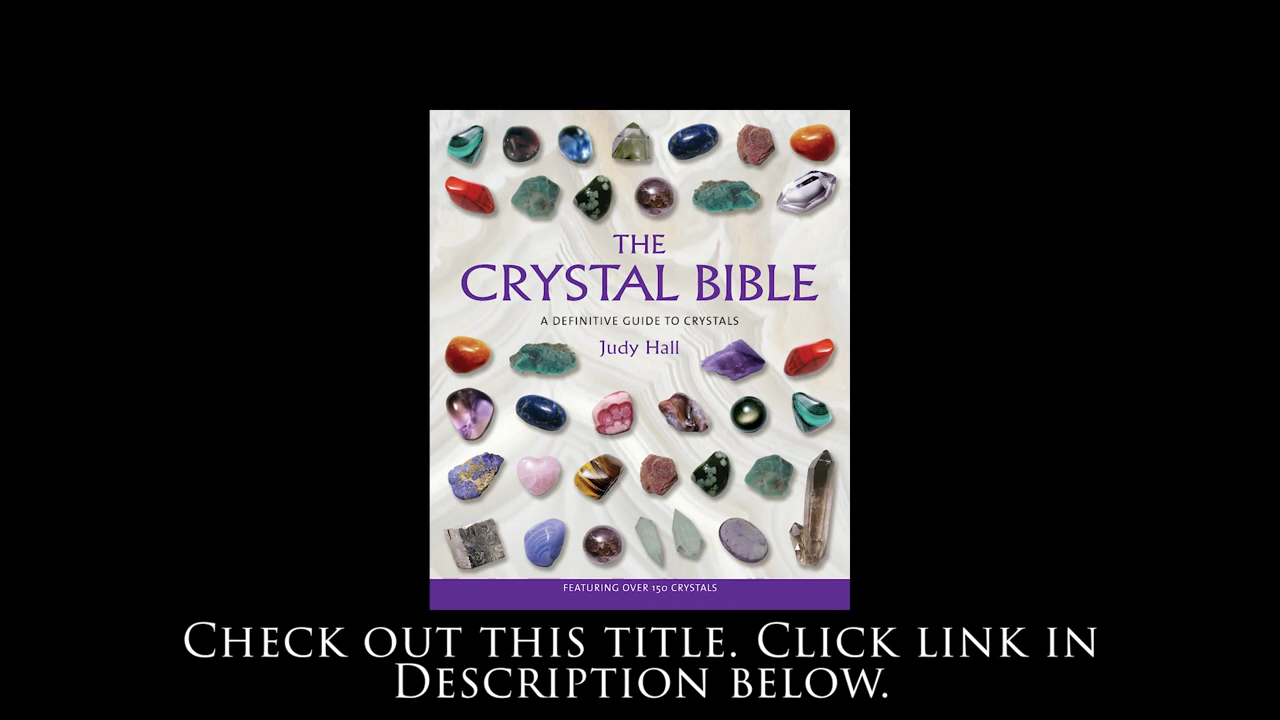 THE
CRYSTAL BIBLE
A DEFINITIVE GUIDE TO CRYSTALS
Judy Hall
FEATURING OVER 150 CRYSTALS
CHECK OUT THIS TITLE. CLICK LINK IN
DESCRIPTION BELOW.